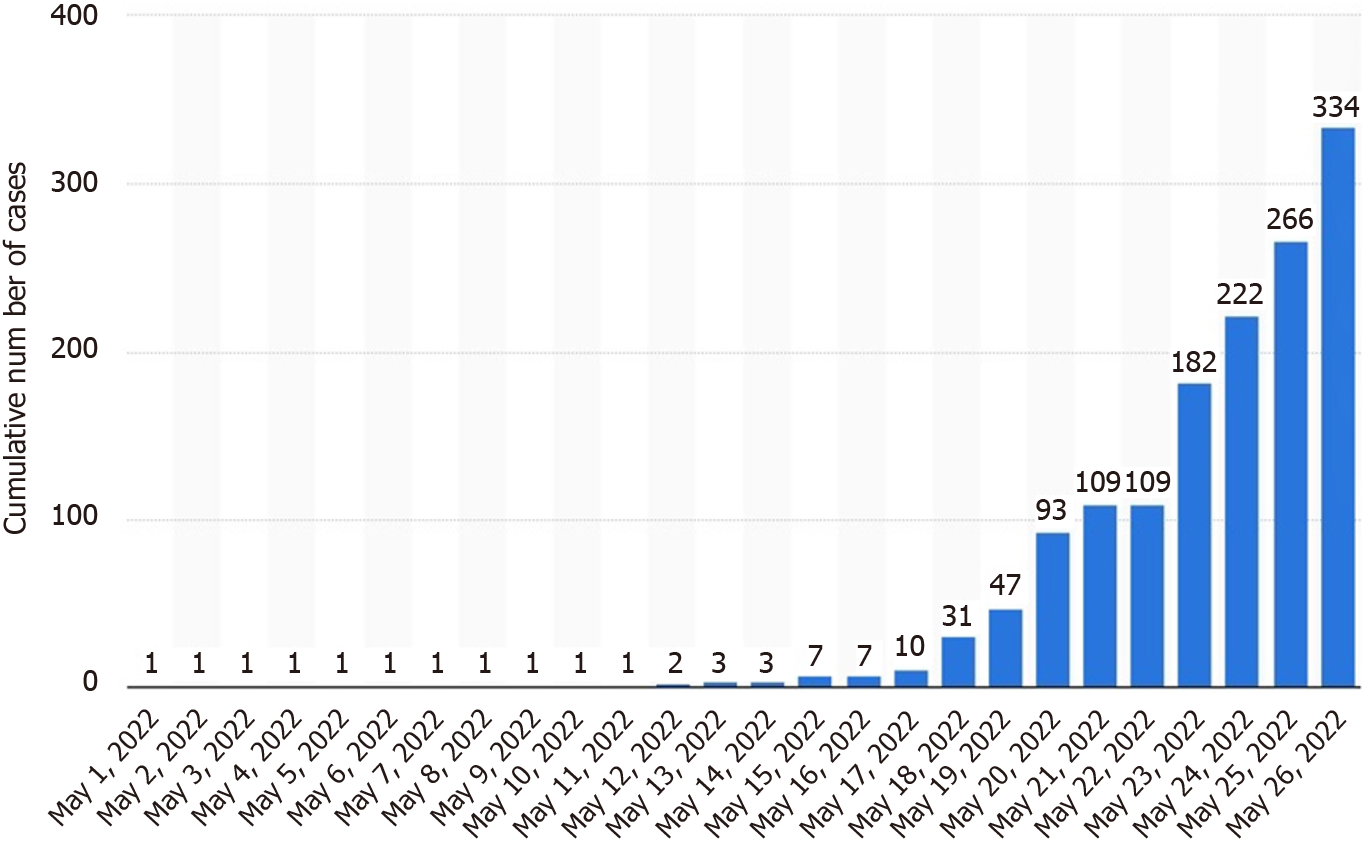 400
300
200
100
0
Cumulative num ber of cases
1
1
1
1
1
1
1
1
1
1
1
2
3
3
7
7
10
31
47
93
109
109
182
222
266
334
May 1, 2022
May 2, 2022
May 3, 2022
May 4, 2022
May 5, 2022
May 6, 2022
May 7, 2022
May 8, 2022
May 9, 2022
May 10, 2022
May 11, 2022
May 12, 2022
May 13, 2022
May 14, 2022
May 15, 2022
May 16, 2022
May 17, 2022
May 18, 2022
May 19, 2022
May 20, 2022
May 21, 2022
May 22, 2022
May 23, 2022
May 24, 2022
May 25, 2022
May 26, 2022